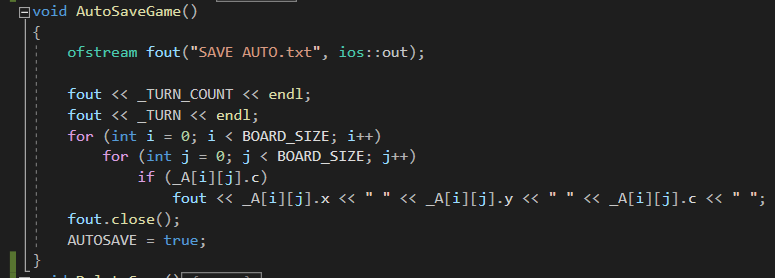 void AutoSaveGame()
{
    ofstream fout("SAVE AUTO.txt", ios::out);

    fout << _TURN_COUNT << endl;
    fout << _TURN << endl;
    for (int i = 0; i < BOARD_SIZE; i++)
        for (int j = 0; j < BOARD_SIZE; j++)
            if (_A[i][j].c)
                fout << _A[i][j].x << " " << _A[i][j].y << " " << _A[i][j].c << " ";
    fout.close();
    AUTOSAVE = true;
}